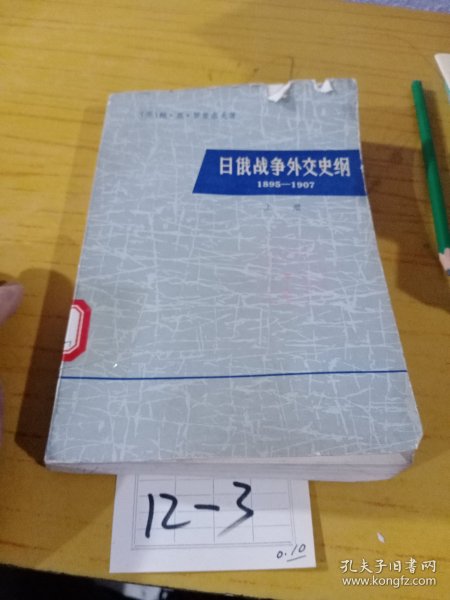 日俄战争外交史纲
1895—1907
上册
12-3
0.10
孔夫子旧书网
www.kongfz.com